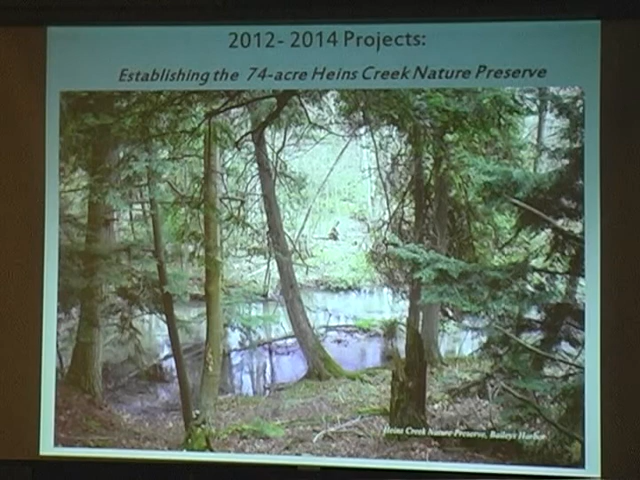 2012- 2014 Projects:
Establishing the 74-acre Heins Creek Nature Preserve
Heins Creek Nature Preserve, Baileys Harbor